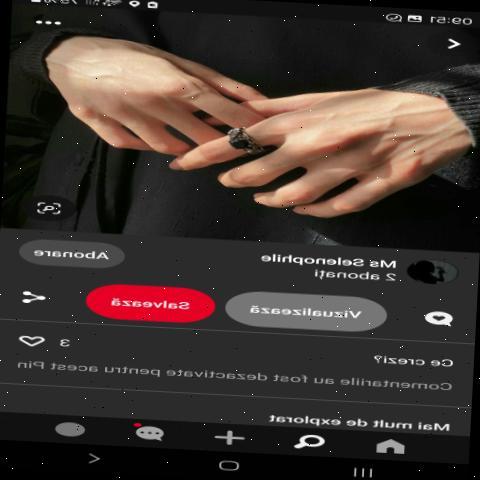 09:51
75%
Ms Selenophile
2 abonați
Abonare
Vizualizează
Salvează
Ce crezi?
3
Comentariile au fost dezactivate pentru acest Pin
Mai mult de explorat